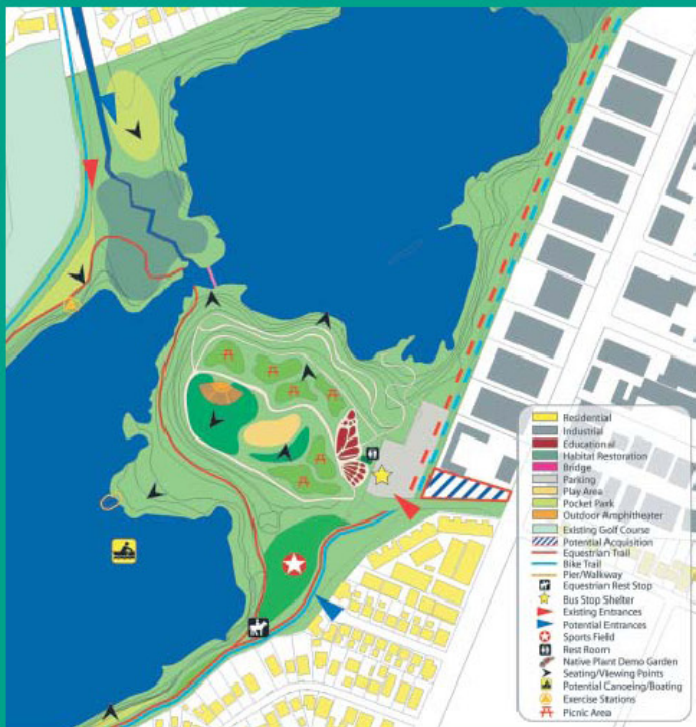 Residential
Industrial
Educational
Habitat Restoration
Bridge
Parking
Play Area
Pocket Park
Outdoor Amphitheater
Existing Golf Course
Potential Acquisition
Equestrian Trail
Bike Trail
Pier/Walkway
Equestrian Rest Stop
Bus Stop Shelter
Existing Entrances
Potential Entrances
Sports Field
Rest Room
Native Plant Demo Garden
Seating/Viewing Points
Potential Canoeing/Boating
Exercise Stations
Picnic Area